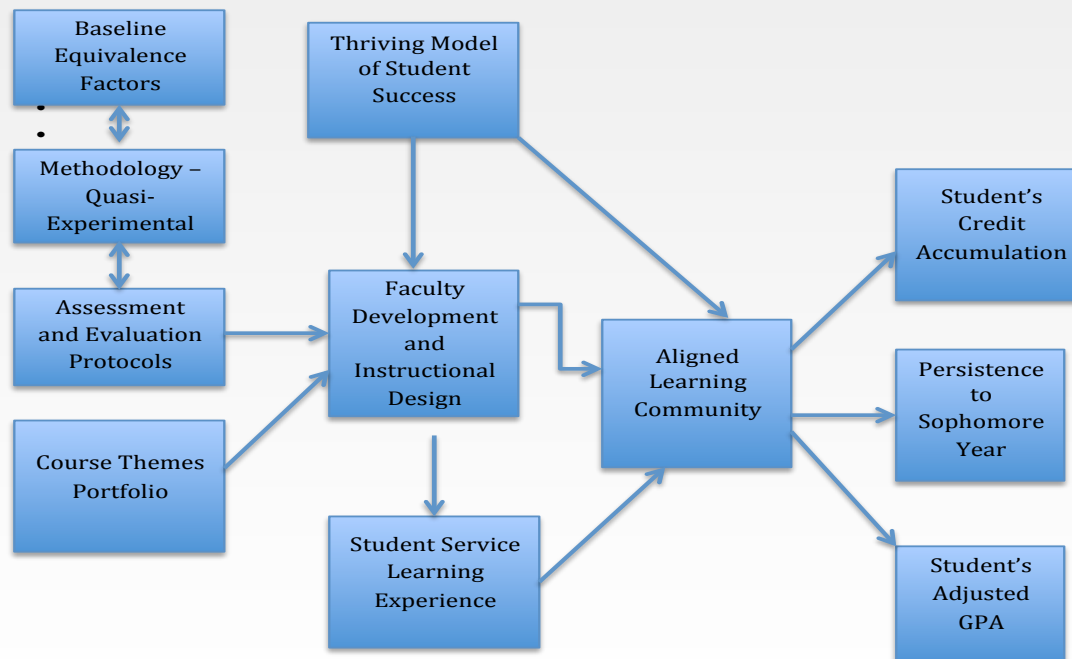 Baseline
Equivalence
Factors
Methodology –
Quasi-
Experimental
Assessment
and Evaluation
Protocols
Course Themes
Portfolio
Thriving Model
of Student
Success
Faculty
Development
and
Instructional
Design
Student Service
Learning
Experience
Aligned
Learning
Community
Student’s
Credit
Accumulation
Persistence
to
Sophomore
Year
Student’s
Adjusted
GPA